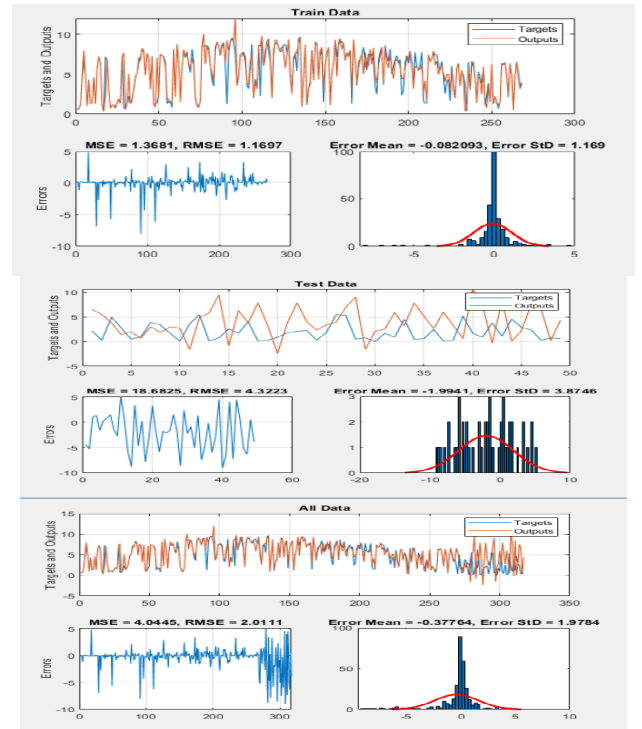 Train Data
Targets and Outputs
10
5
0
Targets
Outputs
0 50 100 150 200 250 300
MSE = 1.3681, RMSE = 1.1697
Errors
5
0
-5
-10
0 100 200 300
Error Mean = -0.082093, Error StD = 1.169
100
50
0
-5 0 5
Test Data
Targets and Outputs
10
5
0
-5
Targets
Outputs
0 5 10 15 20 25 30 35 40 45 50
MSE = 18.6825, RMSE = 4.3223
Errors
5
0
-5
-10
0 20 40 60
Error Mean = -1.9941, Error StD = 3.8746
3
2
1
0
-20 -10 0 10
All Data
Targets and Outputs
15
10
5
0
-5
Targets
Outputs
0 50 100 150 200 250 300 350
MSE = 4.0445, RMSE = 2.0111
Errors
5
0
-5
-10
0 100 200 300
Error Mean = -0.37764, Error StD = 1.9784
100
50
0
-5 0 5 10